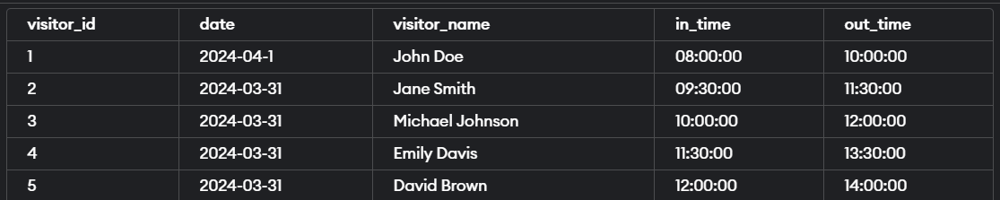 visitor_id date visitor_name in_time out_time
1 2024-04-1 John Doe 08:00:00 10:00:00
2 2024-03-31 Jane Smith 09:30:00 11:30:00
3 2024-03-31 Michael Johnson 10:00:00 12:00:00
4 2024-03-31 Emily Davis 11:30:00 13:30:00
5 2024-03-31 David Brown 12:00:00 14:00:00